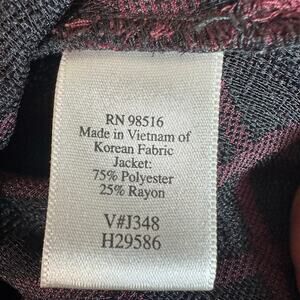 RN 98516
Made in Vietnam of
Korean Fabric
Jacket:
75% Polyester
25% Rayon
V#J348
H29586